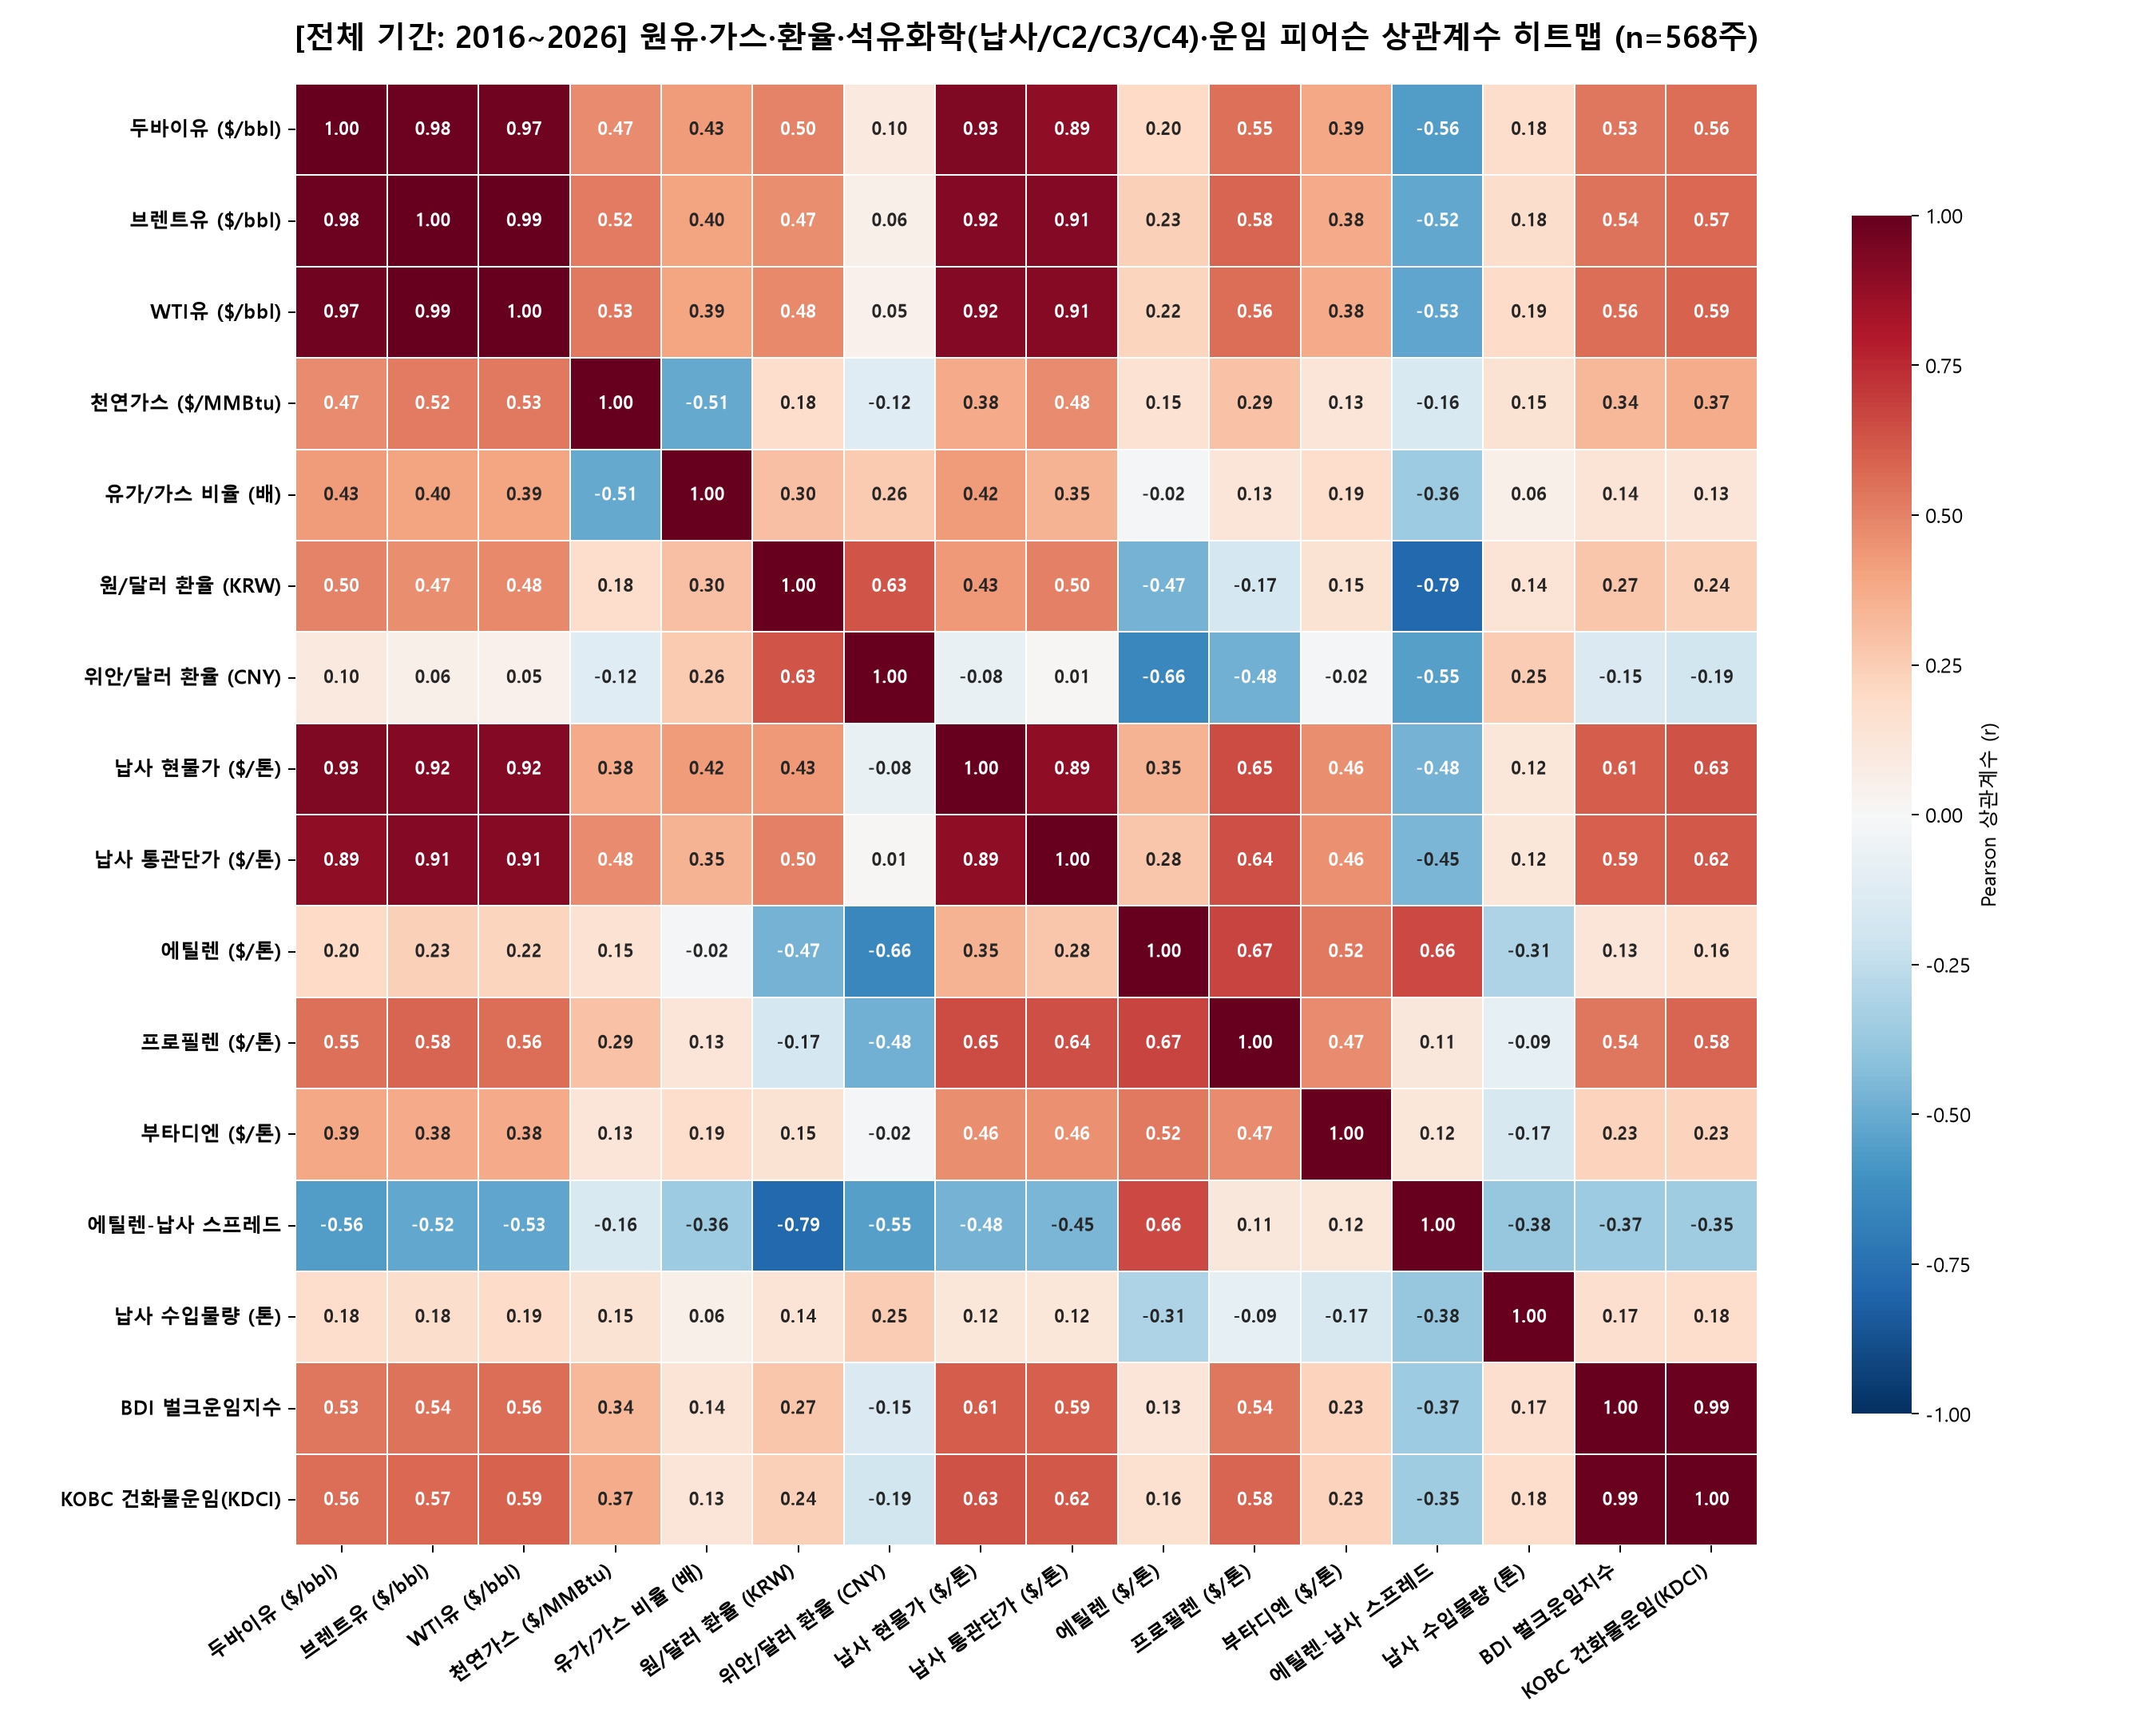 [전체 기간: 2016~2026] 원유·가스·환율·석유화학(납사/C2/C3/C4)·운임 피어슨 상관계수 히트맵 (n=568주)
두바이유 ($/bbl) 1.00 0.98 0.97 0.47 0.43 0.50 0.10 0.93 0.89 0.20 0.55 0.39 -0.56 0.18 0.53 0.56
브렌트유 ($/bbl) 0.98 1.00 0.99 0.52 0.40 0.47 0.06 0.92 0.91 0.23 0.58 0.38 -0.52 0.18 0.54 0.57
WTI유 ($/bbl) 0.97 0.99 1.00 0.53 0.39 0.48 0.05 0.92 0.91 0.22 0.56 0.38 -0.53 0.19 0.56 0.59
천연가스 ($/MMBtu) 0.47 0.52 0.53 1.00 -0.51 0.18 -0.12 0.38 0.48 0.15 0.29 0.13 -0.16 0.15 0.34 0.37
유가/가스 비율 (배) 0.43 0.40 0.39 -0.51 1.00 0.30 0.26 0.42 0.35 -0.02 0.13 0.19 -0.36 0.06 0.14 0.13
원/달러 환율 (KRW) 0.50 0.47 0.48 0.18 0.30 1.00 0.63 0.43 0.50 -0.47 -0.17 0.15 -0.79 0.14 0.27 0.24
위안/달러 환율 (CNY) 0.10 0.06 0.05 -0.12 0.26 0.63 1.00 -0.08 0.01 -0.66 -0.48 -0.02 -0.55 0.25 -0.15 -0.19
납사 현물가 ($/톤) 0.93 0.92 0.92 0.38 0.42 0.43 -0.08 1.00 0.89 0.35 0.65 0.46 -0.48 0.12 0.61 0.63
납사 통관단가 ($/톤) 0.89 0.91 0.91 0.48 0.35 0.50 0.01 0.89 1.00 0.28 0.64 0.46 -0.45 0.12 0.59 0.62
에틸렌 ($/톤) 0.20 0.23 0.22 0.15 -0.02 -0.47 -0.66 0.35 0.28 1.00 0.67 0.52 0.66 -0.31 0.13 0.16
프로필렌 ($/톤) 0.55 0.58 0.56 0.29 0.13 -0.17 -0.48 0.65 0.64 0.67 1.00 0.47 0.11 -0.09 0.54 0.58
부타디엔 ($/톤) 0.39 0.38 0.38 0.13 0.19 0.15 -0.02 0.46 0.46 0.52 0.47 1.00 0.12 -0.17 0.23 0.23
에틸렌-납사 스프레드 -0.56 -0.52 -0.53 -0.16 -0.36 -0.79 -0.55 -0.48 -0.45 0.66 0.11 0.12 1.00 -0.38 -0.37 -0.35
납사 수입물량 (톤) 0.18 0.18 0.19 0.15 0.06 0.14 0.25 0.12 0.12 -0.31 -0.09 -0.17 -0.38 1.00 0.17 0.18
BDI 벌크운임지수 0.53 0.54 0.56 0.34 0.14 0.27 -0.15 0.61 0.59 0.13 0.54 0.23 -0.37 0.17 1.00 0.99
KOBC 건화물운임(KDCI) 0.56 0.57 0.59 0.37 0.13 0.24 -0.19 0.63 0.62 0.16 0.58 0.23 -0.35 0.18 0.99 1.00
두바이유 ($/bbl)
브렌트유 ($/bbl)
WTI유 ($/bbl)
천연가스 ($/MMBtu)
유가/가스 비율 (배)
원/달러 환율 (KRW)
위안/달러 환율 (CNY)
납사 현물가 ($/톤)
납사 통관단가 ($/톤)
에틸렌 ($/톤)
프로필렌 ($/톤)
부타디엔 ($/톤)
에틸렌-납사 스프레드
납사 수입물량 (톤)
BDI 벌크운임지수
KOBC 건화물운임(KDCI)
1.00
0.75
0.50
0.25
0.00
-0.25
-0.50
-0.75
-1.00
Pearson 상관계수 (r)